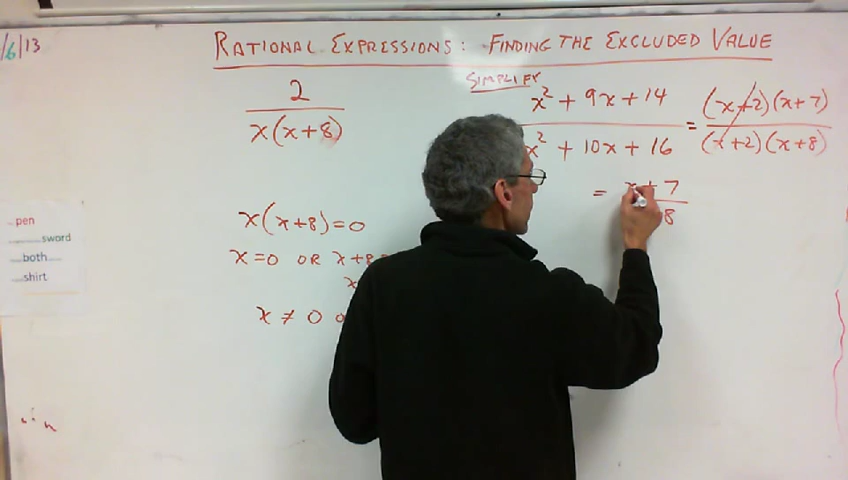 /6/13
RATIONAL EXPRESSIONS: FINDING THE EXCLUDED VALUE
2
x(x+8)
x(x+8)=0
x=0 OR x+8
x
x ≠ 0 o
SIMPLIFY
x² + 9x + 14
x² + 10x + 16
=
(x+2)(x+7)
(x+2)(x+8)
= x+7
8
pen
sword
both
shirt